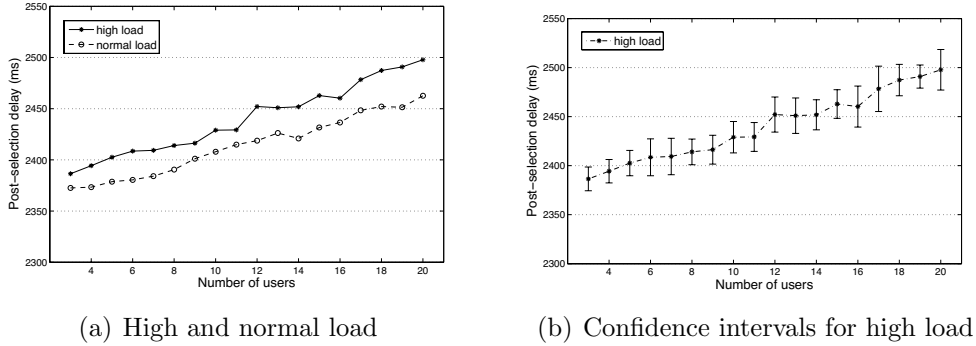 2550
2500
2450
2400
2350
2300
Post−selection delay (ms)
high load
normal load
4 6 8 10 12 14 16 18 20
Number of users
(a) High and normal load
2550
2500
2450
2400
2350
2300
Post−selection delay (ms)
high load
4 6 8 10 12 14 16 18 20
Number of users
(b) Confidence intervals for high load